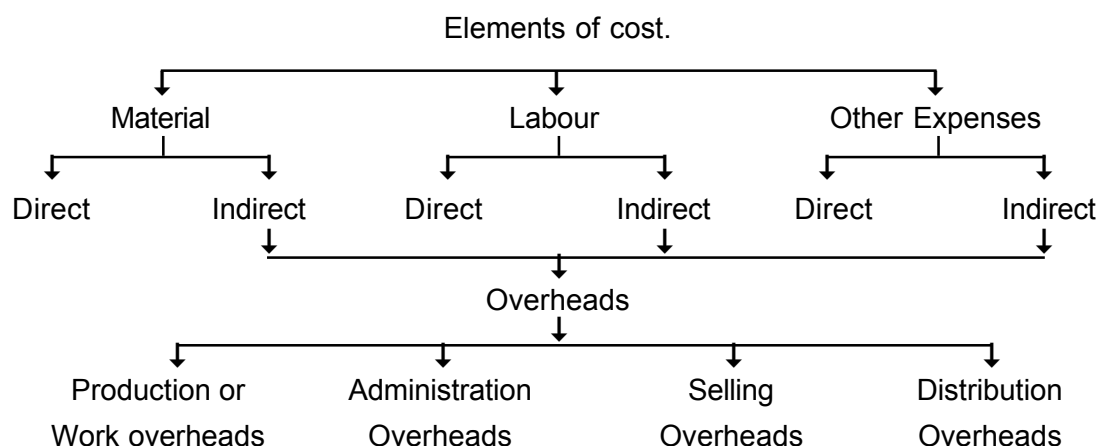 Elements of cost.
Material Labour Other Expenses
Direct Indirect Direct Indirect Direct Indirect
Overheads
Production or Administration Selling Distribution
Work overheads Overheads Overheads Overheads